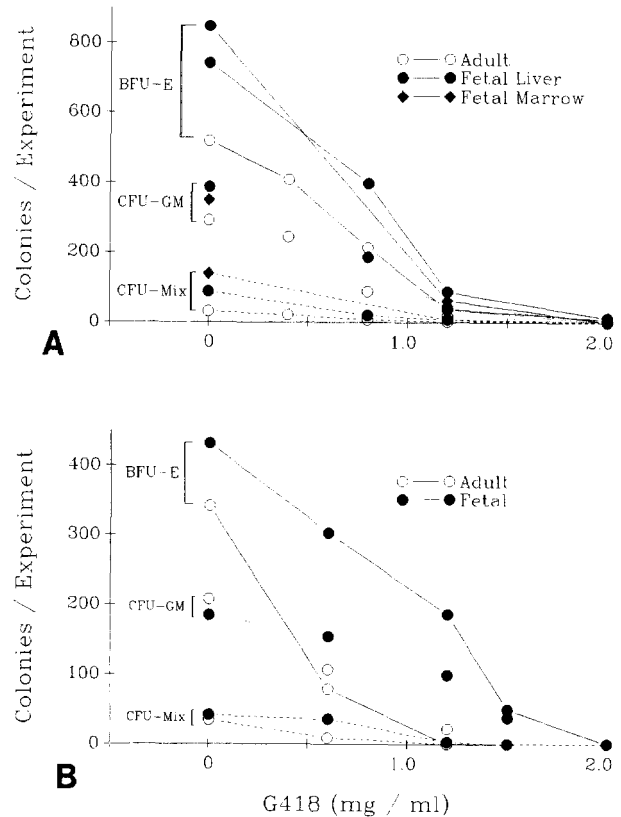 800
600
400
200
0
Colonies / Experiment
BFU-E
CFU-GM
CFU-Mix
Adult
Fetal Liver
Fetal Marrow
0
1.0
2.0
A
400
300
200
100
0
Colonies / Experiment
BFU-E
CFU-GM
CFU-Mix
Adult
Fetal
0
1.0
2.0
B
G418 (mg / ml)